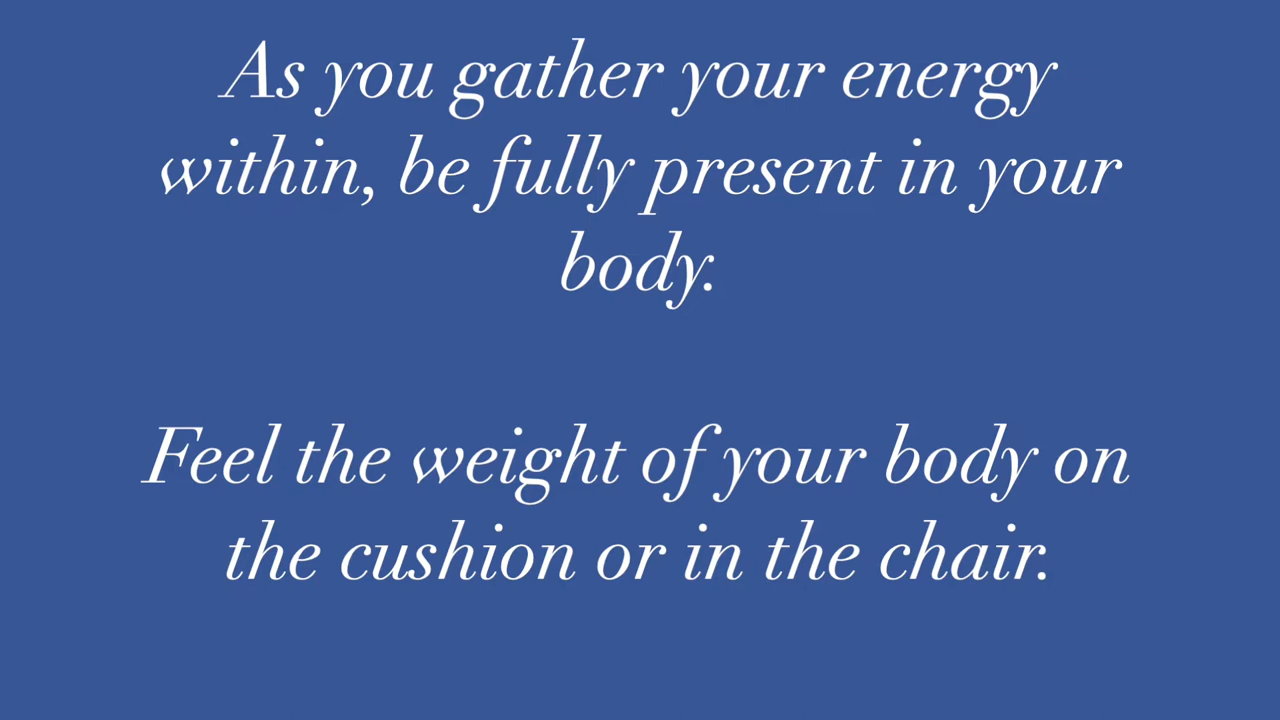 As you gather your energy
within, be fully present in your
body.
Feel the weight of your body on
the cushion or in the chair.